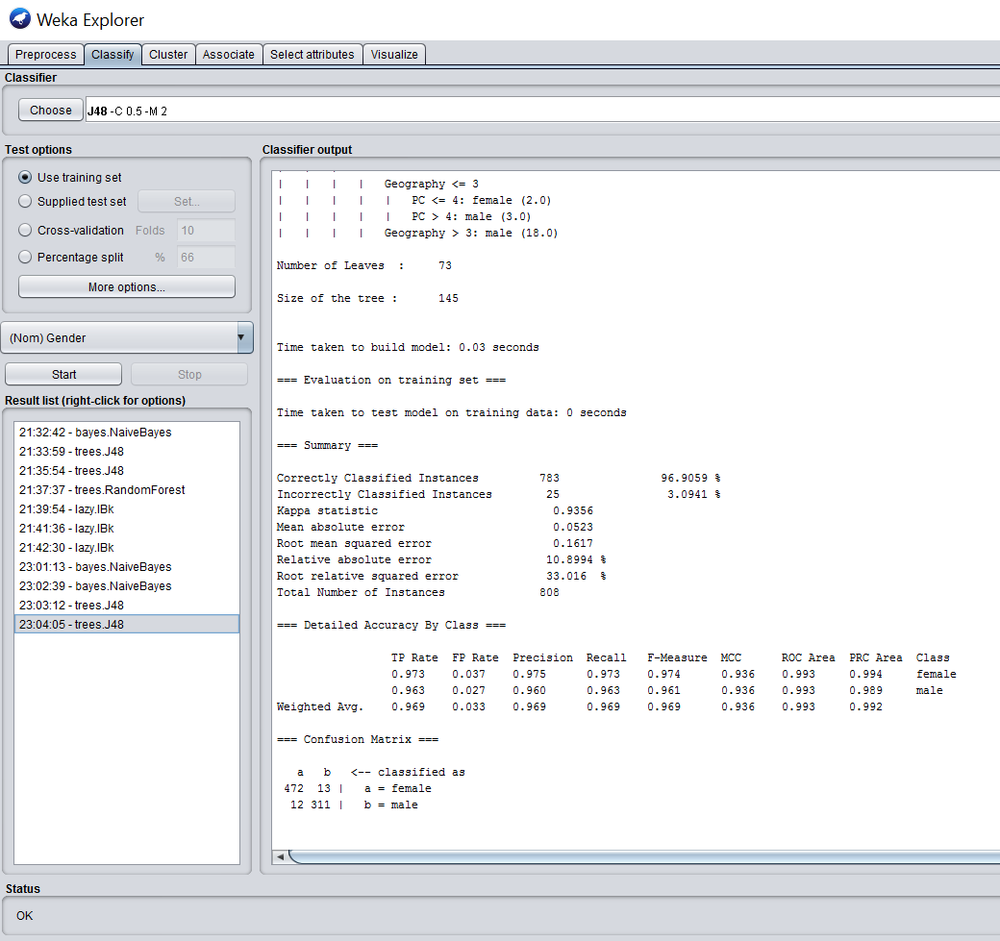 Weka Explorer
Preprocess Classify Cluster Associate Select attributes Visualize
Classifier
Choose J48 -C 0.5 -M 2
Test options
Use training set
Supplied test set Set...
Cross-validation Folds 10
Percentage split % 66
More options...
(Nom) Gender
Start Stop
Result list (right-click for options)
21:32:42 - bayes.NaiveBayes
21:33:59 - trees.J48
21:35:54 - trees.J48
21:37:37 - trees.RandomForest
21:39:54 - lazy.IBk
21:41:36 - lazy.IBk
21:42:30 - lazy.IBk
23:01:13 - bayes.NaiveBayes
23:02:39 - bayes.NaiveBayes
23:03:12 - trees.J48
23:04:05 - trees.J48
Classifier output
| | | | Geography <= 3
| | | | | PC <= 4: female (2.0)
| | | | | PC > 4: male (3.0)
| | | | Geography > 3: male (18.0)
Number of Leaves : 73
Size of the tree : 145
Time taken to build model: 0.03 seconds
=== Evaluation on training set ===
Time taken to test model on training data: 0 seconds
=== Summary ===
Correctly Classified Instances 783 96.9059 %
Incorrectly Classified Instances 25 3.0941 %
Kappa statistic 0.9356
Mean absolute error 0.0523
Root mean squared error 0.1617
Relative absolute error 10.8994 %
Root relative squared error 33.016 %
Total Number of Instances 808
=== Detailed Accuracy By Class ===
TP Rate FP Rate Precision Recall F-Measure MCC ROC Area PRC Area Class
0.973 0.037 0.975 0.973 0.974 0.936 0.993 0.994 female
0.963 0.027 0.960 0.963 0.961 0.936 0.993 0.989 male
Weighted Avg. 0.969 0.033 0.969 0.969 0.969 0.936 0.993 0.992
=== Confusion Matrix ===
a b <-- classified as
472 13 | a = female
12 311 | b = male
Status
OK